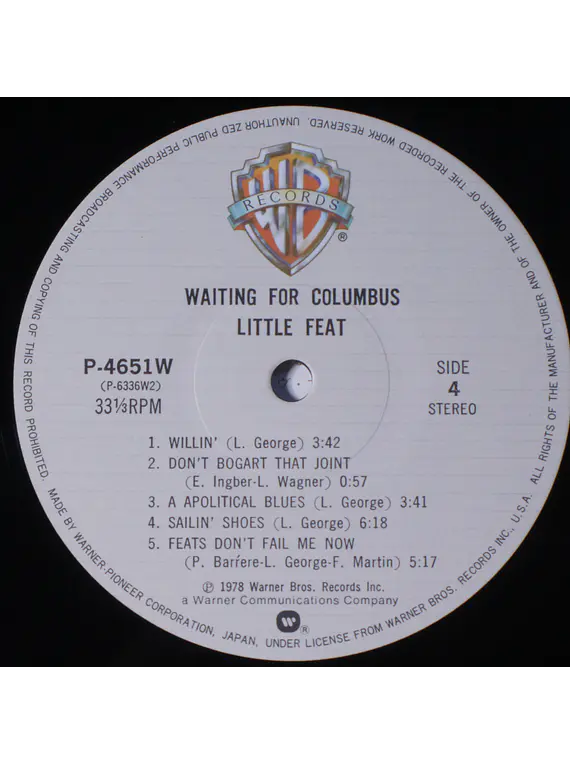 WB
RECORDS
®
WAITING FOR COLUMBUS
LITTLE FEAT
P-4651W
(P-6336W2)
33⅓RPM
SIDE
4
STEREO
1. WILLIN' (L. George) 3:42
2. DON'T BOGART THAT JOINT
(E. Ingber-L. Wagner) 0:57
3. A APOLITICAL BLUES (L. George) 3:41
4. SAILIN' SHOES (L. George) 6:18
5. FEATS DON'T FAIL ME NOW
(P. Barŕere-L. George-F. Martin) 5:17
℗ 1978 Warner Bros. Records Inc.
a Warner Communications Company
®
MADE BY WARNER-PIONEER CORPORATION, JAPAN, UNDER LICENSE FROM WARNER BROS. RECORDS INC., U.S.A. ALL RIGHTS OF THE MANUFACTURER AND OF THE OWNER OF THE RECORDED WORK RESERVED. UNAUTHORIZED PUBLIC PERFORMANCE BROADCASTING AND COPYING OF THIS RECORD PROHIBITED.